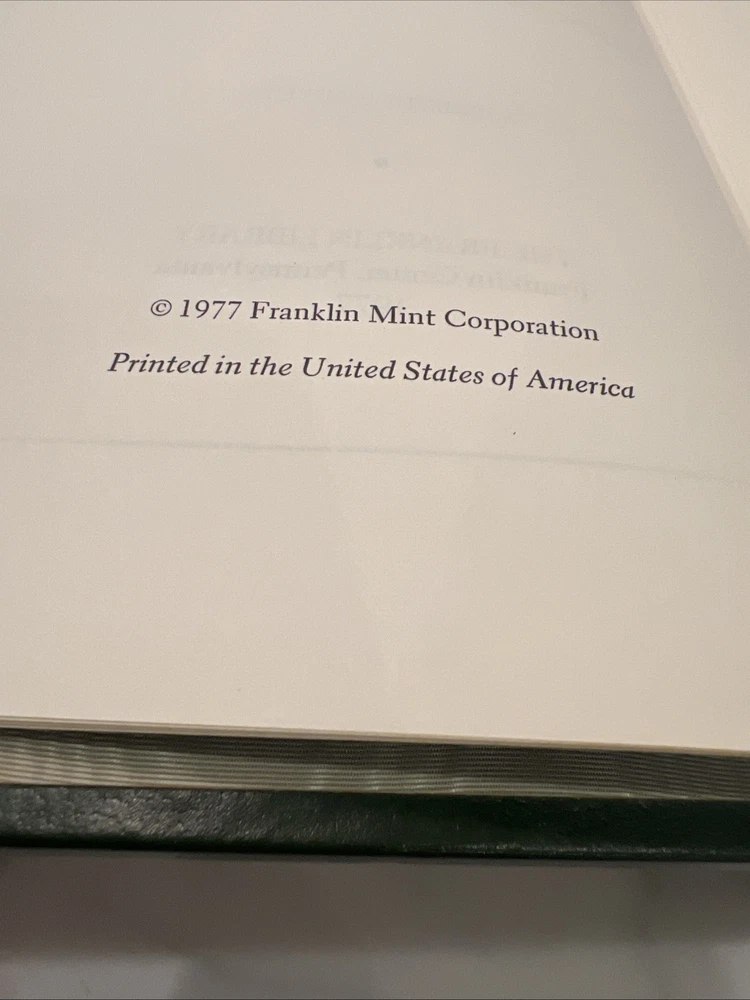 © 1977 Franklin Mint Corporation
Printed in the United States of America